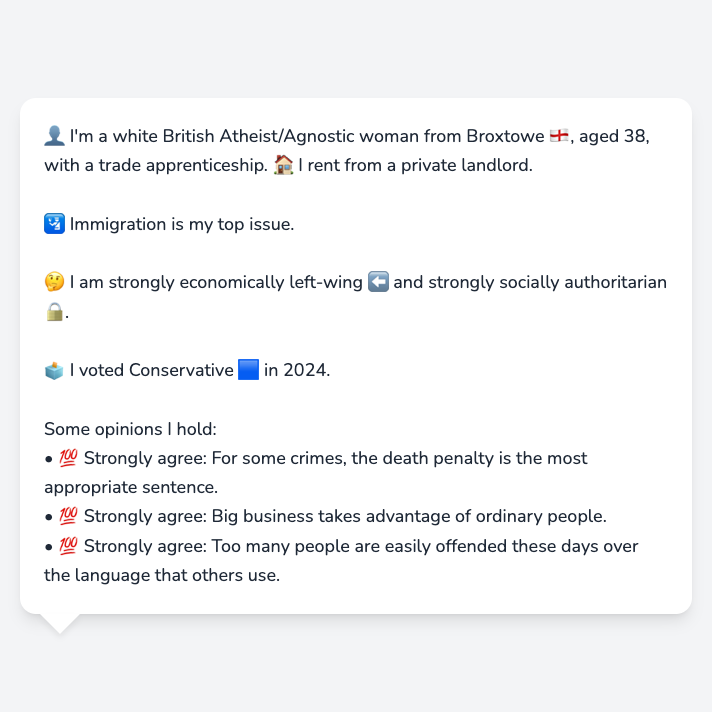 👤 I'm a white British Atheist/Agnostic woman from Broxtowe 🏴󠁧󠁢󠁥󠁮󠁧󠁿, aged 38,
with a trade apprenticeship. 🏠 I rent from a private landlord.
🛂 Immigration is my top issue.
🤔 I am strongly economically left-wing ⬅️ and strongly socially authoritarian
🔒.
🗳️ I voted Conservative 🟦 in 2024.
Some opinions I hold:
• 💯 Strongly agree: For some crimes, the death penalty is the most
appropriate sentence.
• 💯 Strongly agree: Big business takes advantage of ordinary people.
• 💯 Strongly agree: Too many people are easily offended these days over
the language that others use.